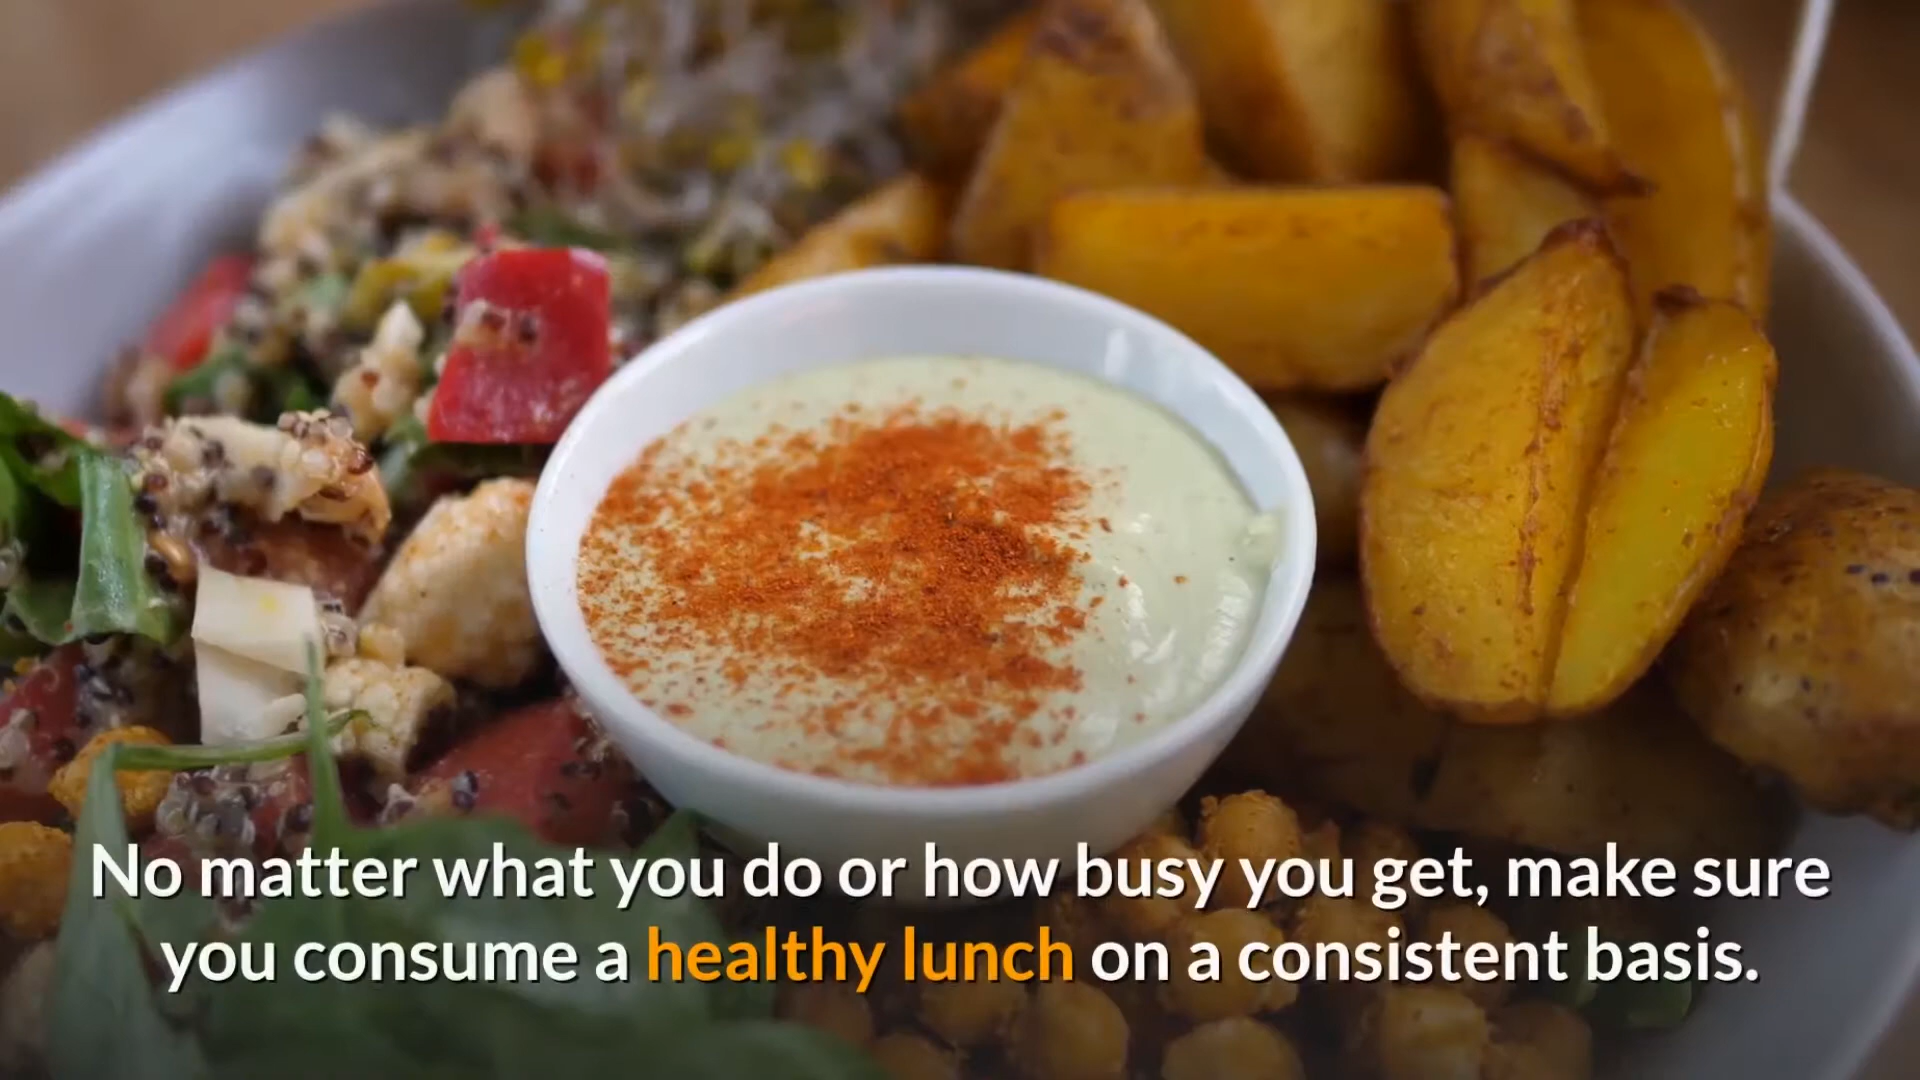 No matter what you do or how busy you get, make sure
you consume a healthy lunch on a consistent basis.